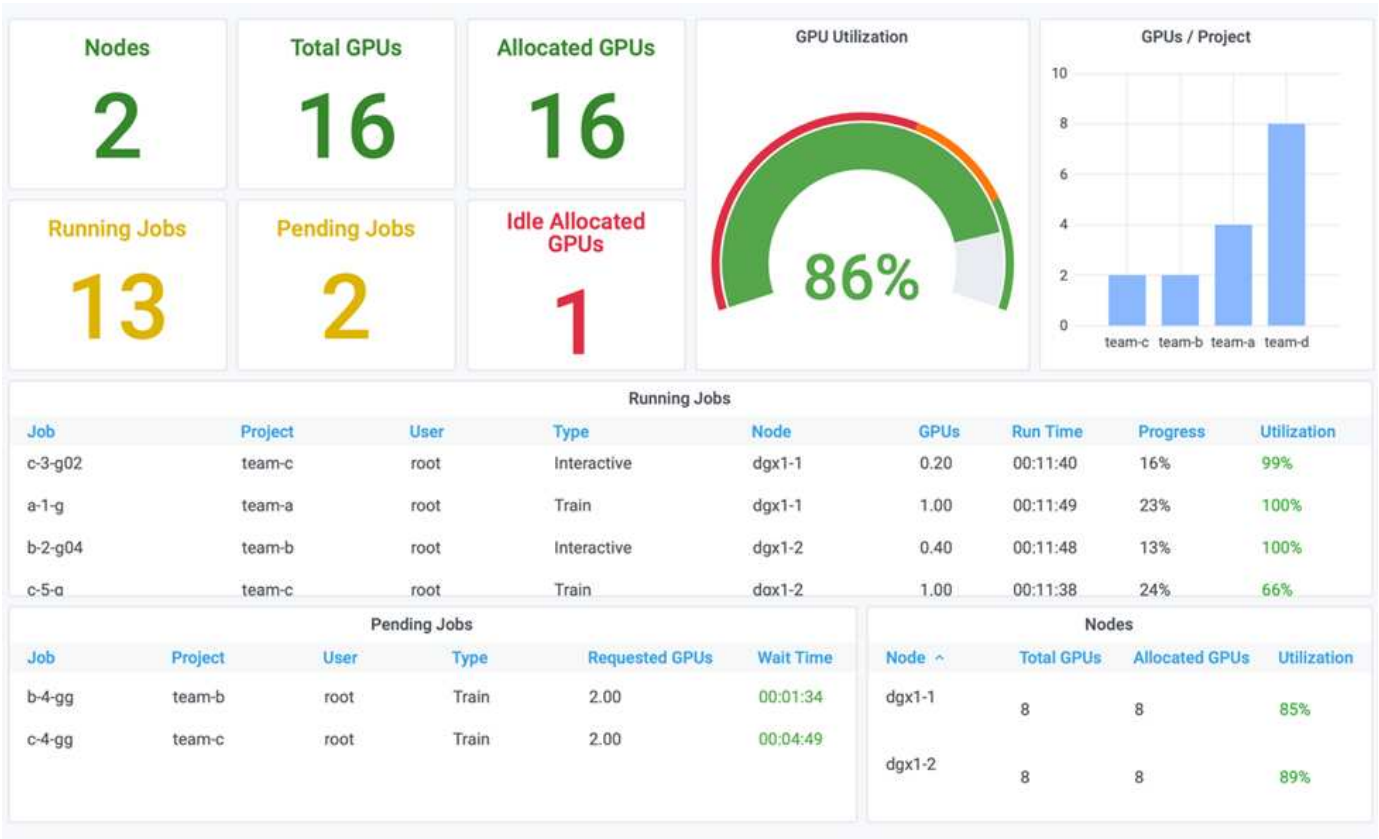 Nodes
2
Total GPUs
16
Allocated GPUs
16
GPU Utilization
86%
GPUs / Project
10
8
6
4
2
0
team-c team-b team-a team-d
Running Jobs
13
Pending Jobs
2
Idle Allocated
GPUs
1
Running Jobs
Job Project User Type Node GPUs Run Time Progress Utilization
c-3-g02 team-c root Interactive dgx1-1 0.20 00:11:40 16% 99%
a-1-g team-a root Train dgx1-1 1.00 00:11:49 23% 100%
b-2-g04 team-b root Interactive dgx1-2 0.40 00:11:48 13% 100%
c-5-g team-c root Train dgx1-2 1.00 00:11:38 24% 66%
Pending Jobs
Job Project User Type Requested GPUs Wait Time
b-4-gg team-b root Train 2.00 00:01:34
c-4-gg team-c root Train 2.00 00:04:49
Nodes
Node Total GPUs Allocated GPUs Utilization
dgx1-1 8 8 85%
dgx1-2 8 8 89%